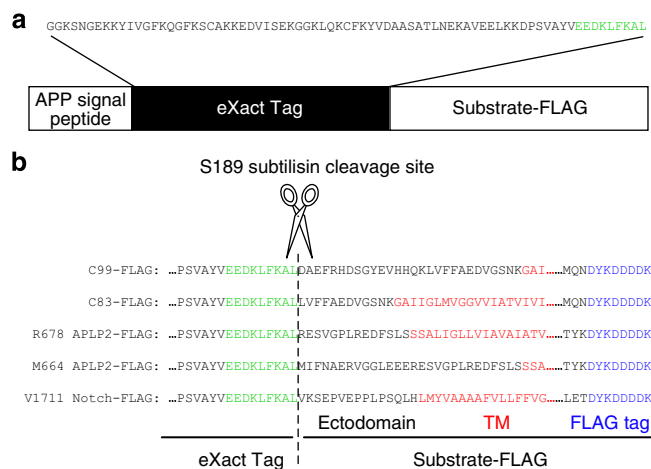 a
GGKSNGEKKYIVGFKQGFKSCAKKEDVISEKGGKLQKCFKYVDAASATLNEKAVEELKKDPSVAYVEEDKLFKAL
APP signal peptide
eXact Tag
Substrate-FLAG
b
S189 subtilisin cleavage site
C99-FLAG: …PSVAYVEEDKLFKALDAEFRHDSGYEVHHQKLVFFAEDVGSNKGAI……MQNDYKDDDDK
C83-FLAG: …PSVAYVEEDKLFKALLVFFAEDVGSNKGAIIGLMVGGVVIATVIVI……MQNDYKDDDDK
R678 APLP2-FLAG: …PSVAYVEEDKLFKALRESVGPLREDFSLSSSALIGLLVIAVAIATV……TYKDYKDDDDK
M664 APLP2-FLAG: …PSVAYVEEDKLFKALMIFNAERVGGLEEERESVGPLREDFSLSSSA……TYKDYKDDDDK
V1711 Notch-FLAG: …PSVAYVEEDKLFKALVKSEPVEPPLPSQLHLMYVAAAAFVLLFFVG……LETDYKDDDDK
Ectodomain TM FLAG tag
eXact Tag Substrate-FLAG